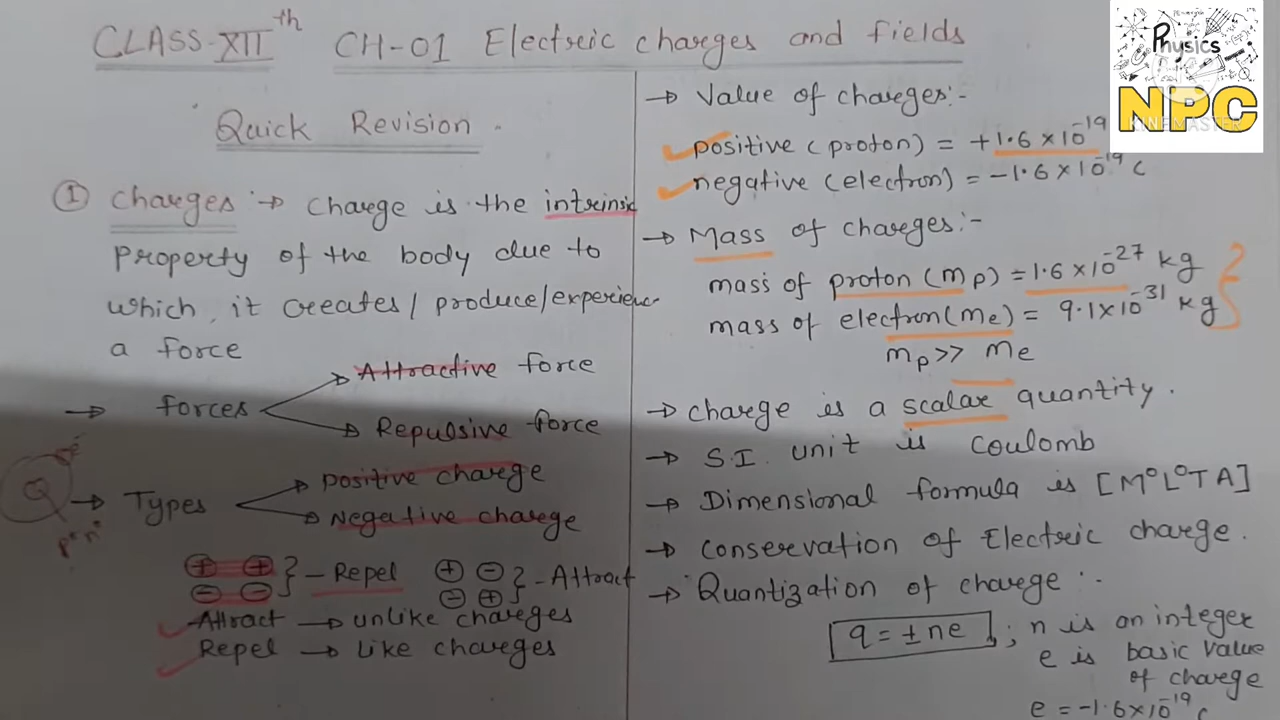 CLASS-XIIth CH-01 Electric charges and fields
Quick Revision.
① Charges → Charge is the intrinsic
Property of the body due to
which, it creates/produce/experience
a force
→ forces
Attractive force
Repulsive force
→ Types
positive charge
Negative charge
Q
⊕ ⊕
⊖ ⊖ } - Repel
⊕ ⊖
⊖ ⊕ } - Attract
Attract → unlike charges
Repel → Like charges
→ Value of charges:-
positive (proton) = +1.6×10⁻¹⁹
negative (electron) = -1.6×10⁻¹⁹ C
→ Mass of charges:-
mass of proton (mp) = 1.6×10⁻²⁷ kg
mass of electron (me) = 9.1×10⁻³¹ kg
mp >> me
→ charge is a scalar quantity.
→ S.I. unit is coulomb
→ Dimensional formula is [M⁰L⁰TA]
→ Conservation of Electric charge.
→ Quantization of charge :-
q = ±ne ; n is an integer
e is basic value
of charge
e = -1.6×10⁻¹⁹ C
Physics
NPC
KINEMASTER